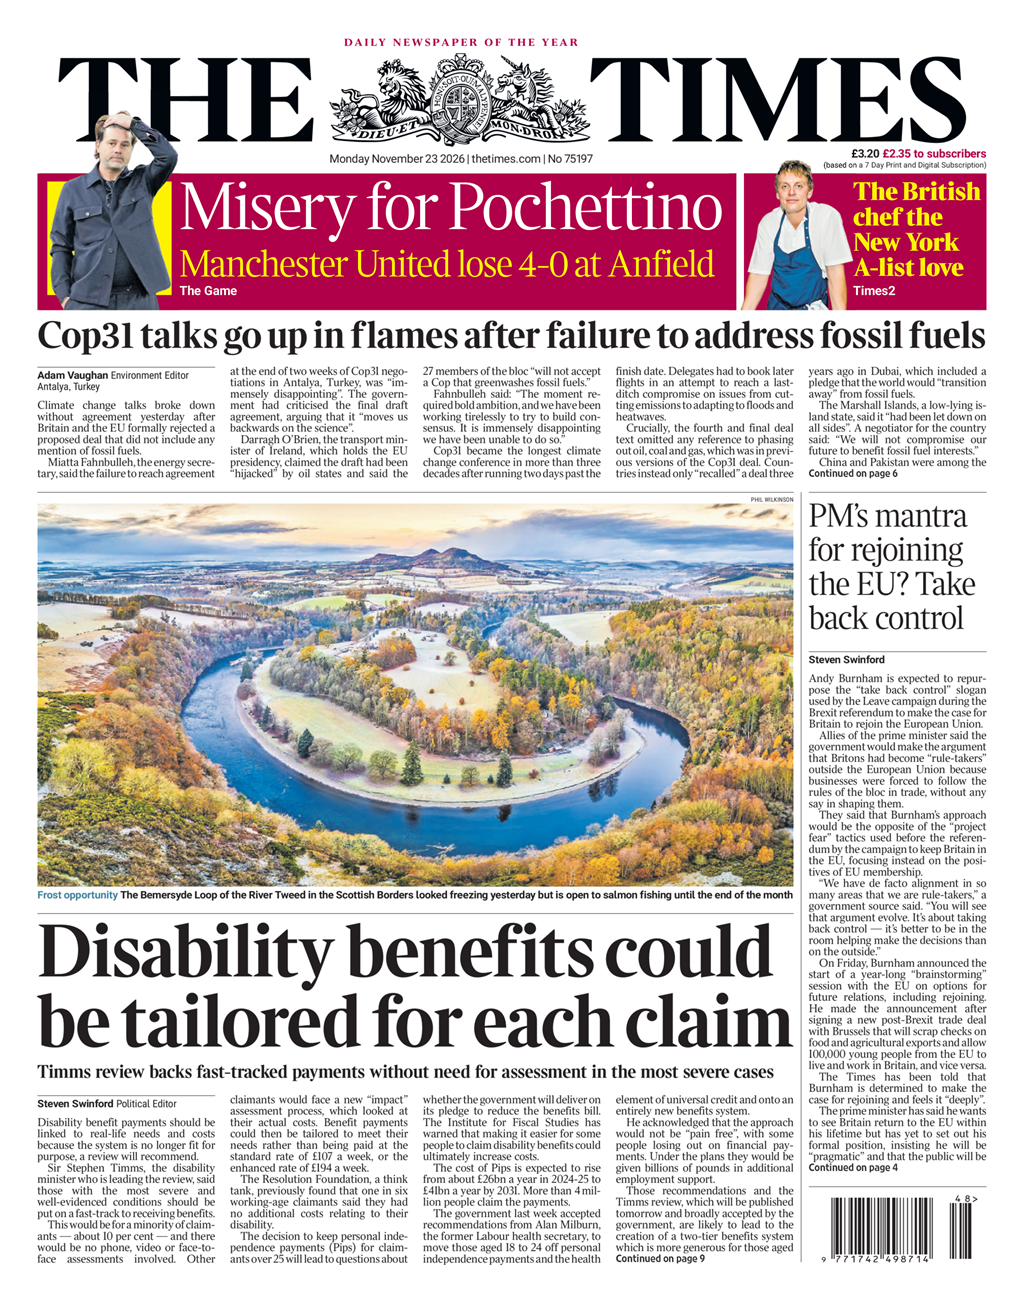 DAILY NEWSPAPER OF THE YEAR
THE TIMES
DIEU ET MON DROIT
Monday November 23 2026 | thetimes.com | No 75197
£3.20 £2.35 to subscribers
(based on a 7 Day Print and Digital Subscription)
Misery for Pochettino
Manchester United lose 4-0 at Anfield
The Game
The British
chef the
New York
A-list love
Times2
Cop31 talks go up in flames after failure to address fossil fuels
Adam Vaughan Environment Editor
Antalya, Turkey
Climate change talks broke down
without agreement yesterday after
Britain and the EU formally rejected a
proposed deal that did not include any
mention of fossil fuels.
Miatta Fahnbulleh, the energy secre-
tary, said the failure to reach agreement
at the end of two weeks of Cop31 nego-
tiations in Antalya, Turkey, was “im-
mensely disappointing”. The govern-
ment had criticised the final draft
agreement, arguing that it “moves us
backwards on the science”.
Darragh O’Brien, the transport min-
ister of Ireland, which holds the EU
presidency, claimed the draft had been
“hijacked” by oil states and said the
27 members of the bloc “will not accept
a Cop that greenwashes fossil fuels.”
Fahnbulleh said: “The moment re-
quired bold ambition, and we have been
working tirelessly to try to build con-
sensus. It is immensely disappointing
we have been unable to do so.”
Cop31 became the longest climate
change conference in more than three
decades after running two days past the
finish date. Delegates had to book later
flights in an attempt to reach a last-
ditch compromise on issues from cut-
ting emissions to adapting to floods and
heatwaves.
Crucially, the fourth and final deal
text omitted any reference to phasing
out oil, coal and gas, which was in previ-
ous versions of the Cop31 deal. Coun-
tries instead only “recalled” a deal three
years ago in Dubai, which included a
pledge that the world would “transition
away” from fossil fuels.
The Marshall Islands, a low-lying is-
land state, said it “had been let down on
all sides”. A negotiator for the country
said: “We will not compromise our
future to benefit fossil fuel interests.”
China and Pakistan were among the
Continued on page 6
PHIL WILKINSON
Frost opportunity The Bemersyde Loop of the River Tweed in the Scottish Borders looked freezing yesterday but is open to salmon fishing until the end of the month
PM’s mantra
for rejoining
the EU? Take
back control
Steven Swinford
Andy Burnham is expected to repur-
pose the “take back control” slogan
used by the Leave campaign during the
Brexit referendum to make the case for
Britain to rejoin the European Union.
Allies of the prime minister said the
government would make the argument
that Britons had become “rule-takers”
outside the European Union because
businesses were forced to follow the
rules of the bloc in trade, without any
say in shaping them.
They said that Burnham’s approach
would be the opposite of the “project
fear” tactics used before the referen-
dum by the campaign to keep Britain in
the EU, focusing instead on the posi-
tives of EU membership.
“We have de facto alignment in so
many areas that we are rule-takers,” a
government source said. “You will see
that argument evolve. It’s about taking
back control — it’s better to be in the
room helping make the decisions than
on the outside.”
On Friday, Burnham announced the
start of a year-long “brainstorming”
session with the EU on options for
future relations, including rejoining.
He made the announcement after
signing a new post-Brexit trade deal
with Brussels that will scrap checks on
food and agricultural exports and allow
100,000 young people from the EU to
live and work in Britain, and vice versa.
The Times has been told that
Burnham is determined to make the
case for rejoining and feels it “deeply”.
The prime minister has said he wants
to see Britain return to the EU within
his lifetime but has yet to set out his
formal position, insisting he will be
“pragmatic” and that the public will be
Continued on page 4
Disability benefits could
be tailored for each claim
Timms review backs fast-tracked payments without need for assessment in the most severe cases
Steven Swinford Political Editor
Disability benefit payments should be
linked to real-life needs and costs
because the system is no longer fit for
purpose, a review will recommend.
Sir Stephen Timms, the disability
minister who is leading the review, said
those with the most severe and
well-evidenced conditions should be
put on a fast-track to receiving benefits.
This would be for a minority of claim-
ants — about 10 per cent — and there
would be no phone, video or face-to-
face assessments involved. Other
claimants would face a new “impact”
assessment process, which looked at
their actual costs. Benefit payments
could then be tailored to meet their
needs rather than being paid at the
standard rate of £107 a week, or the
enhanced rate of £194 a week.
The Resolution Foundation, a think
tank, previously found that one in six
working-age claimants said they had
no additional costs relating to their
disability.
The decision to keep personal inde-
pendence payments (Pips) for claim-
ants over 25 will lead to questions about
whether the government will deliver on
its pledge to reduce the benefits bill.
The Institute for Fiscal Studies has
warned that making it easier for some
people to claim disability benefits could
ultimately increase costs.
The cost of Pips is expected to rise
from about £26bn a year in 2024-25 to
£41bn a year by 2031. More than 4 mil-
lion people claim the payments.
The government last week accepted
recommendations from Alan Milburn,
the former Labour health secretary, to
move those aged 18 to 24 off personal
independence payments and the health
element of universal credit and onto an
entirely new benefits system.
He acknowledged that the approach
would not be “pain free”, with some
people losing out on financial pay-
ments. Under the plans they would be
given billions of pounds in additional
employment support.
Those recommendations and the
Timms review, which will be published
tomorrow and broadly accepted by the
government, are likely to lead to the
creation of a two-tier benefits system
which is more generous for those aged
Continued on page 9
48>
9 771742 498714